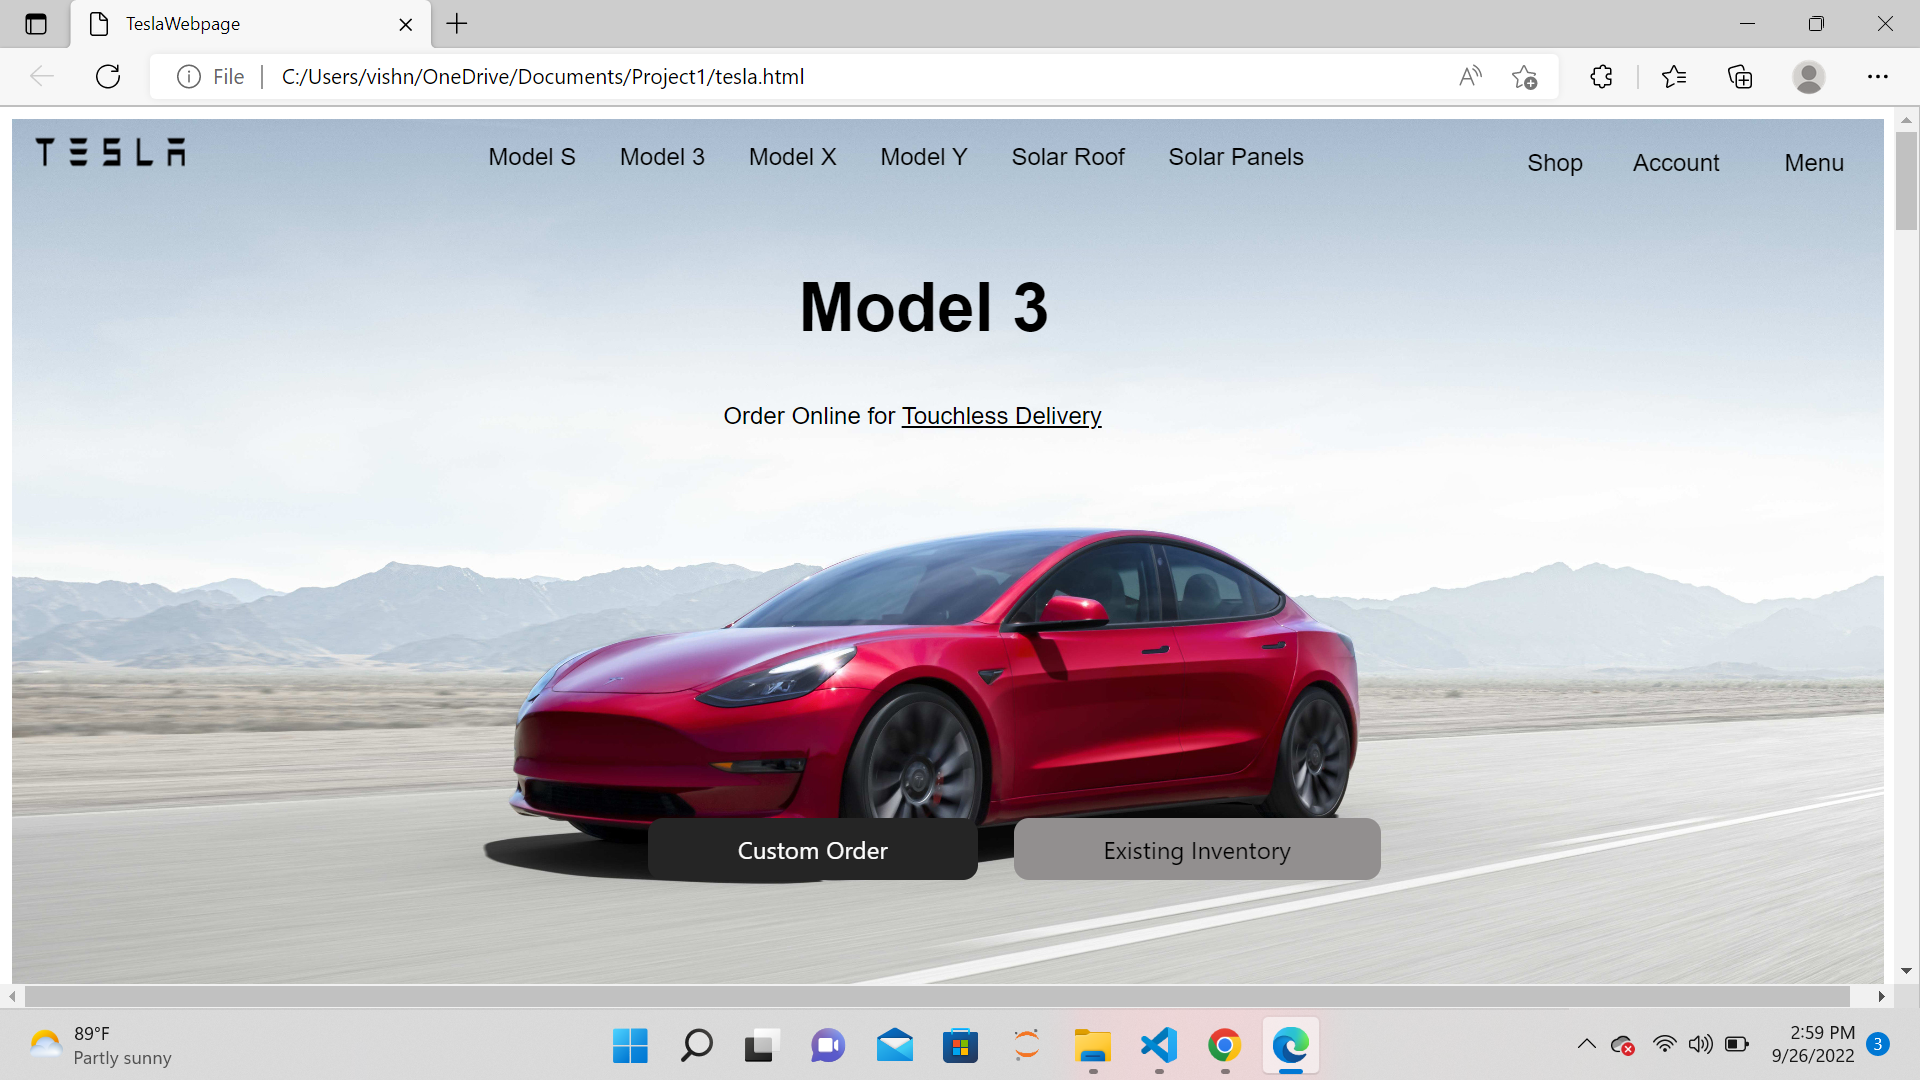 TeslaWebpage
File C:/Users/vishn/OneDrive/Documents/Project1/tesla.html
TESLA Model S Model 3 Model X Model Y Solar Roof Solar Panels Shop Account Menu
Model 3
Order Online for Touchless Delivery
Custom Order Existing Inventory
89°F
Partly sunny
2:59 PM
9/26/2022
3